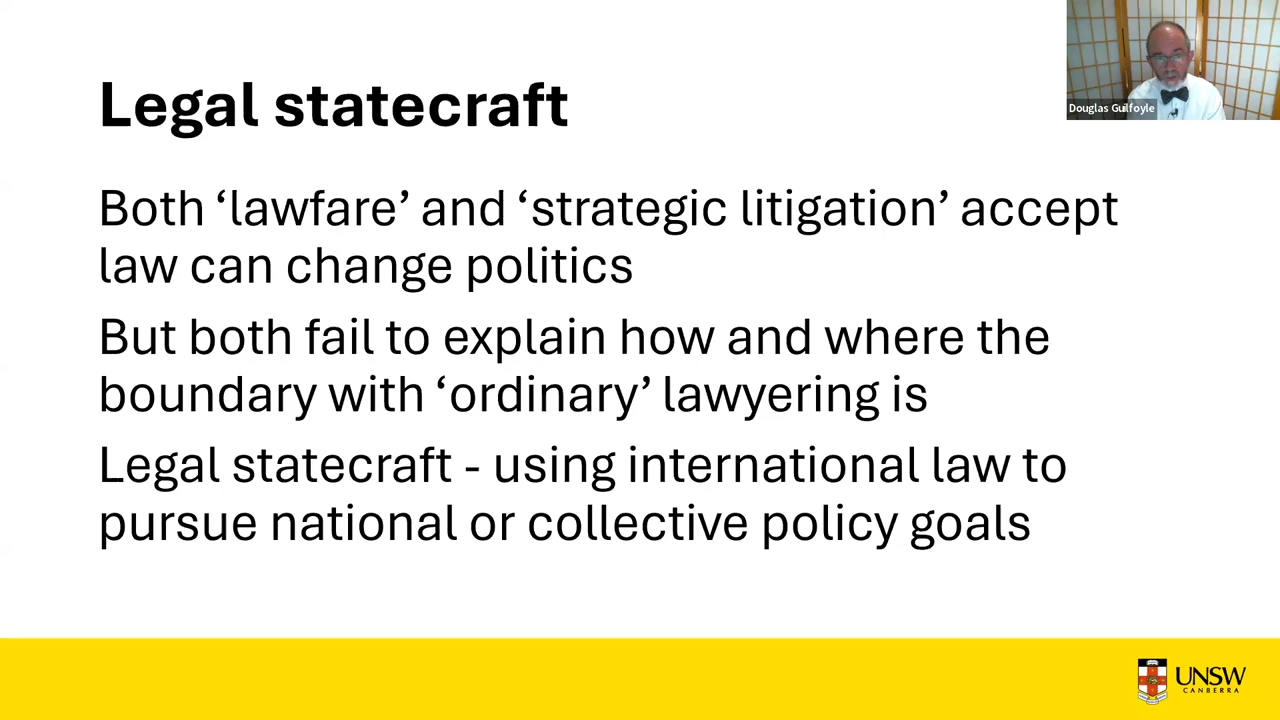 Legal statecraft
Douglas Guilfoyle
Both ‘lawfare’ and ‘strategic litigation’ accept
law can change politics
But both fail to explain how and where the
boundary with ‘ordinary’ lawyering is
Legal statecraft - using international law to
pursue national or collective policy goals
UNSW
CANBERRA